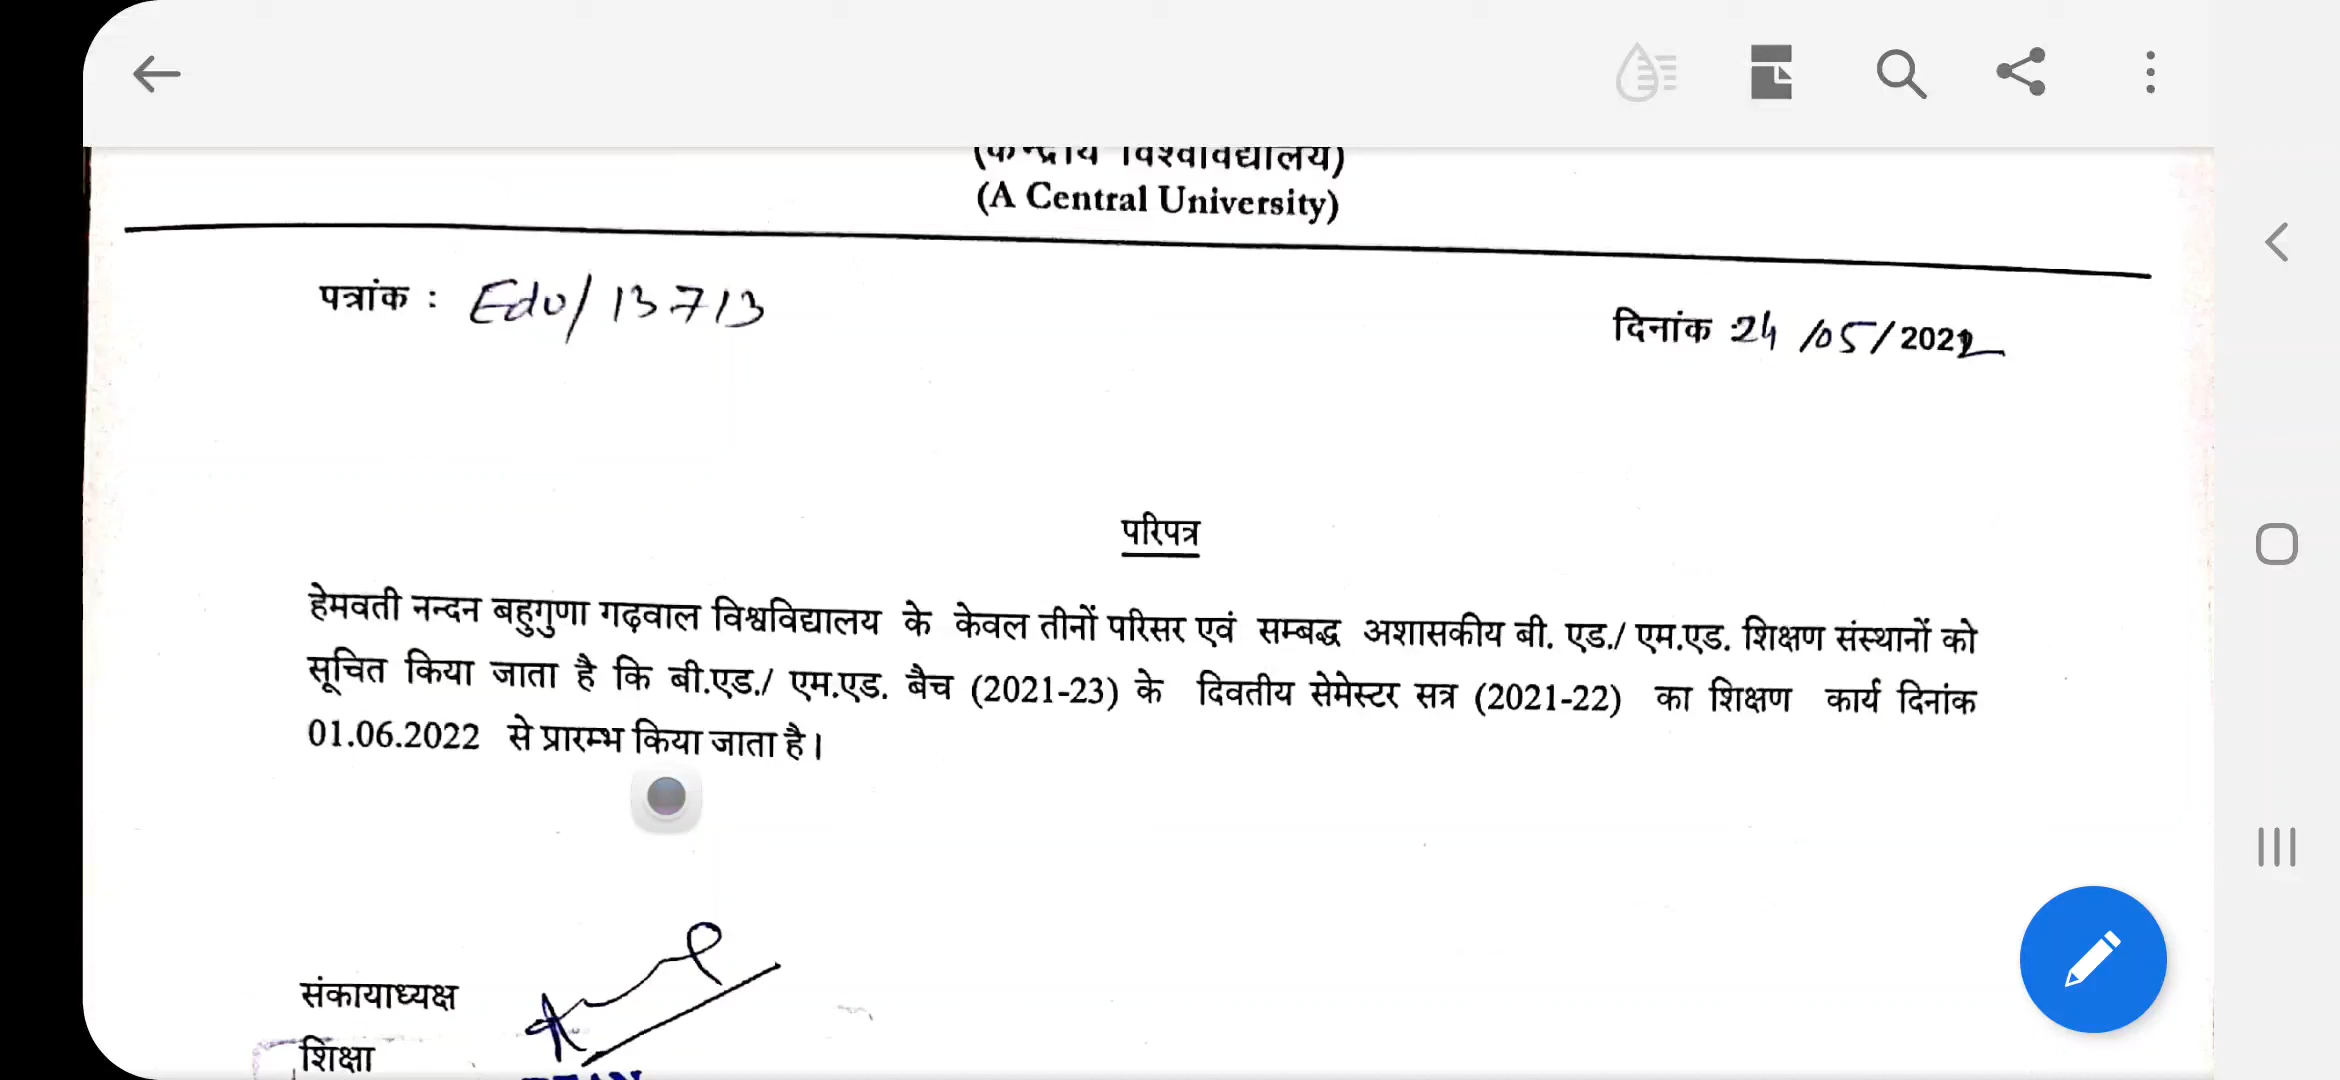 (केन्द्रीय विश्वविद्यालय)
(A Central University)
पत्रांक : Edu/13713
दिनांक :24/05/2022
परिपत्र
हेमवती नन्दन बहुगुणा गढ़वाल विश्वविद्यालय के केवल तीनों परिसर एवं सम्बद्ध अशासकीय बी. एड./ एम.एड. शिक्षण संस्थानों को
सूचित किया जाता है कि बी.एड./ एम.एड. बैच (2021-23) के दिवतीय सेमेस्टर सत्र (2021-22) का शिक्षण कार्य दिनांक
01.06.2022 से प्रारम्भ किया जाता है।
संकायाध्यक्ष
शिक्षा